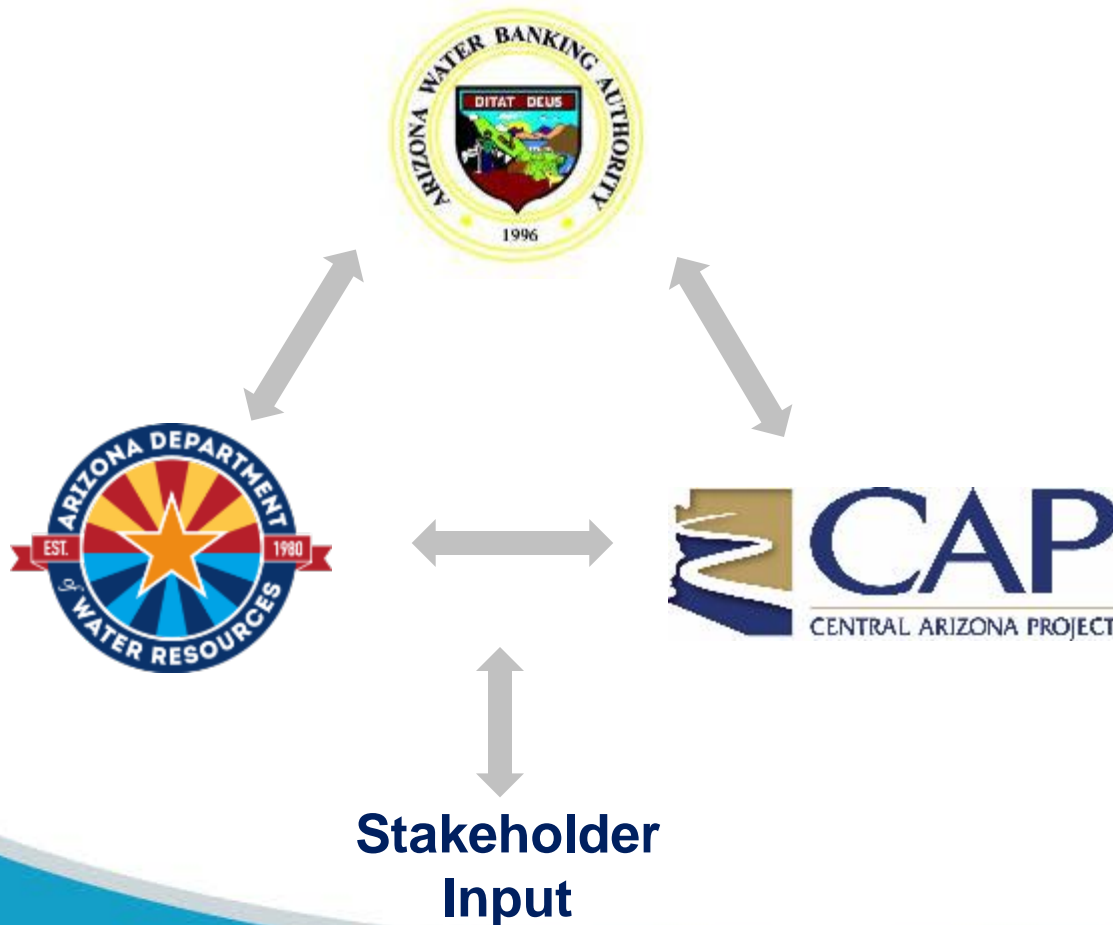 ARIZONA WATER BANKING AUTHORITY
DITAT DEUS
1996
ARIZONA DEPARTMENT
EST. 1980
of WATER RESOURCES
CAP
CENTRAL ARIZONA PROJECT
Stakeholder
Input